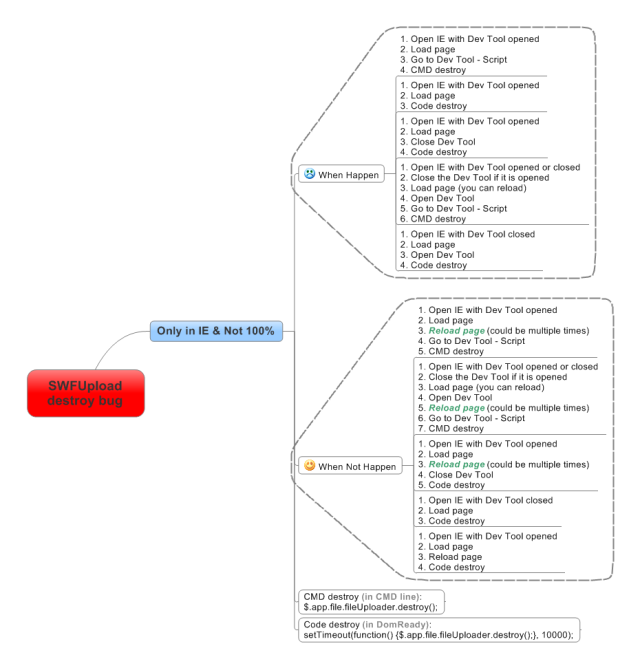 SWFUpload
destroy bug
Only in IE & Not 100%
When Happen
1. Open IE with Dev Tool opened
2. Load page
3. Go to Dev Tool - Script
4. CMD destroy
1. Open IE with Dev Tool opened
2. Load page
3. Code destroy
1. Open IE with Dev Tool opened
2. Load page
3. Close Dev Tool
4. Code destroy
1. Open IE with Dev Tool opened or closed
2. Close the Dev Tool if it is opened
3. Load page (you can reload)
4. Open Dev Tool
5. Go to Dev Tool - Script
6. CMD destroy
1. Open IE with Dev Tool closed
2. Load page
3. Open Dev Tool
4. Code destroy
When Not Happen
1. Open IE with Dev Tool opened
2. Load page
3. Reload page (could be multiple times)
4. Go to Dev Tool - Script
5. CMD destroy
1. Open IE with Dev Tool opened or closed
2. Close the Dev Tool if it is opened
3. Load page (you can reload)
4. Open Dev Tool
5. Reload page (could be multiple times)
6. Go to Dev Tool - Script
7. CMD destroy
1. Open IE with Dev Tool opened
2. Load page
3. Reload page (could be multiple times)
4. Close Dev Tool
5. Code destroy
1. Open IE with Dev Tool closed
2. Load page
3. Code destroy
1. Open IE with Dev Tool opened
2. Load page
3. Reload page
4. Code destroy
CMD destroy (in CMD line):
$.app.file.fileUploader.destroy();
Code destroy (in DomReady):
setTimeout(function() {$.app.file.fileUploader.destroy();}, 10000);